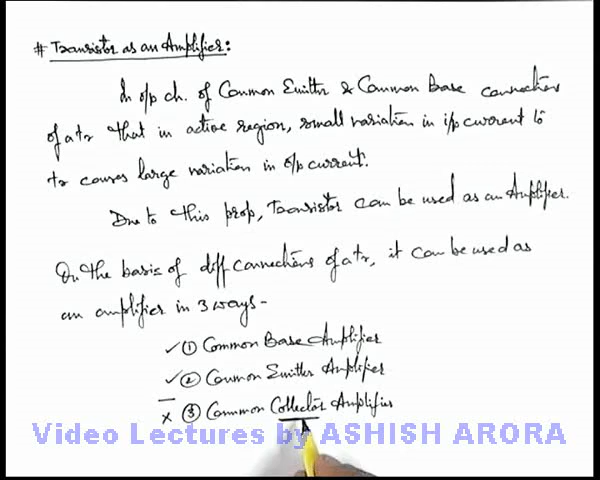 # Transistor as an Amplifier:
In o/p ch. of Common Emitter & Common Base connections
of a tr that in active region, small variation in i/p current to
tr causes large variation in o/p current.
Due to this prop, Transistor can be used as an Amplifier.
On the basis of diff connections of a tr, it can be used as
an amplifier in 3 ways -
✓ ① Common Base Amplifier
✓ ② Common Emitter Amplifier
x ③ Common Collector Amplifier
Video Lectures by ASHISH ARORA